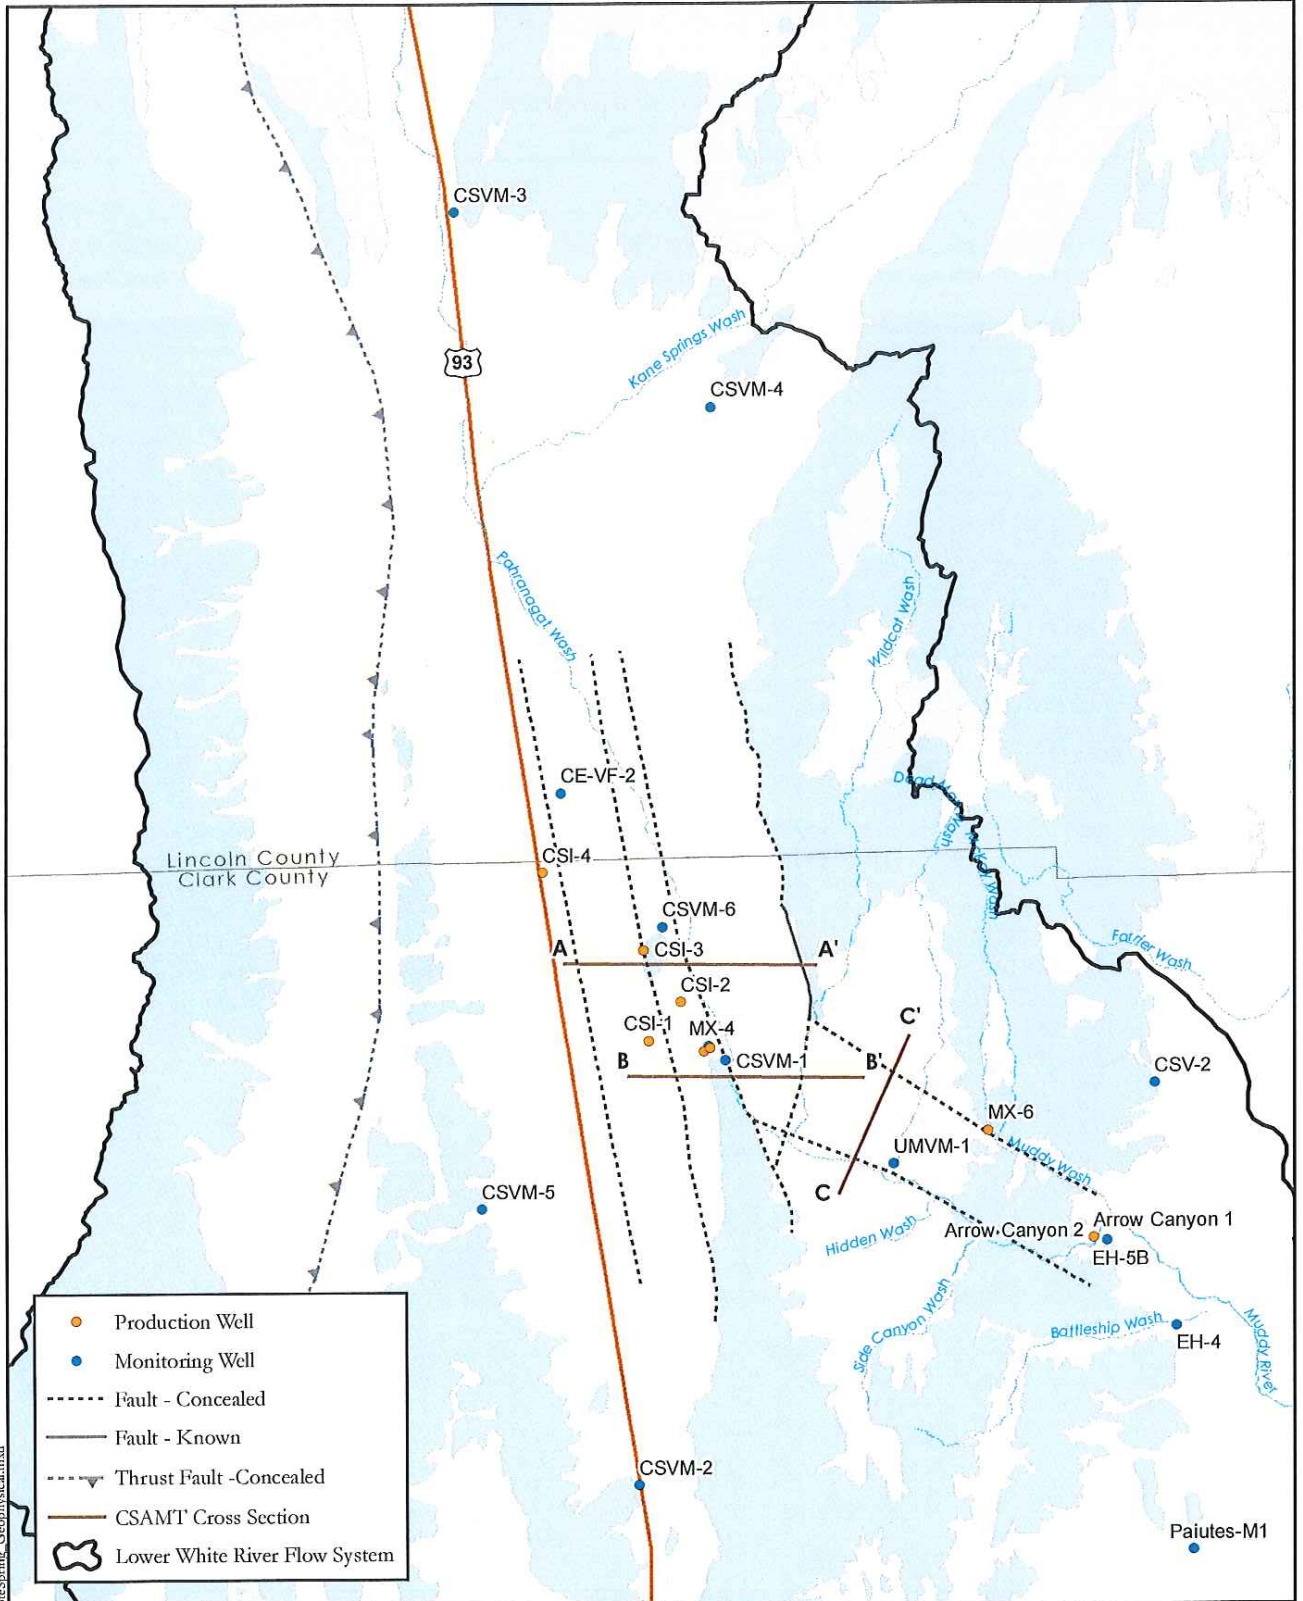 CSVM-3
Kane Springs Wash
93
CSVM-4
Pahranagat Wash
Wildcat Wash
CE-VF-2
Lincoln County
Clark County
CSI-4
CSVM-6
A
CSI-3
A'
CSI-2
CSI-1
MX-4
C'
B
CSVM-1
B'
CSV-2
MX-6
Muddy Wash
UMVM-1
CSVM-5
C
Hidden Wash
Farrier Wash
Arrow Canyon 2
Arrow Canyon 1
EH-5B
Side Canyon Wash
Battleship Wash
EH-4
Muddy River
CSVM-2
Paiutes-M1
Production Well
Monitoring Well
Fault - Concealed
Fault - Known
Thrust Fault -Concealed
CSAMT Cross Section
Lower White River Flow System